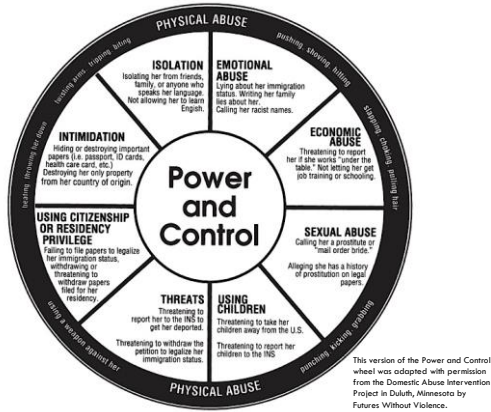 PHYSICAL ABUSE
pushing, shoving, hitting
slapping, choking, pulling hair
punching, kicking, grabbing
PHYSICAL ABUSE
using a weapon against her
beating, throwing her down
twisting arms, tripping, biting
ISOLATION
Isolating her from friends,
family, or anyone who
speaks her language.
Not allowing her to learn
Engish.
EMOTIONAL
ABUSE
Lying about her immigration
status. Writing her family
lies about her.
Calling her racist names.
ECONOMIC
ABUSE
Threatening to report
her if she works "under the
table." Not letting her get
job training or schooling.
SEXUAL ABUSE
Calling her a prostitute or
"mail order bride."
Alleging she has a history
of prostitution on legal
papers.
USING
CHILDREN
Threatening to take her
children away from the U.S.
Threatening to report her
children to the INS
THREATS
Threatening to
report her to the INS to
get her deported.
Threatening to withdraw the
petition to legalize her
immigration status.
USING CITIZENSHIP
OR RESIDENCY
PRIVILEGE
Failing to file papers to legalize
her immigration status,
withdrawing or
threatening to
withdraw papers
filed for her
residency.
INTIMIDATION
Hiding or destroying important
papers (i.e. passport, ID cards,
health care card, etc.)
Destroying her only property
from her country of origin.
Power
and
Control
This version of the Power and Control
wheel was adapted with permission
from the Domestic Abuse Intervention
Project in Duluth, Minnesota by
Futures Without Violence.